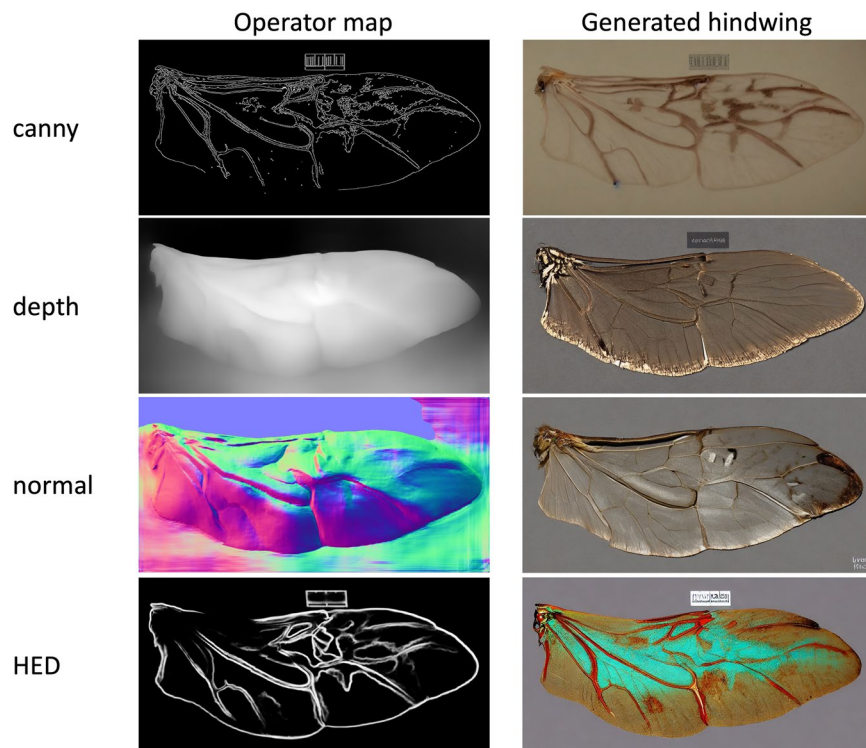 Operator map
Generated hindwing
canny
depth
normal
HED